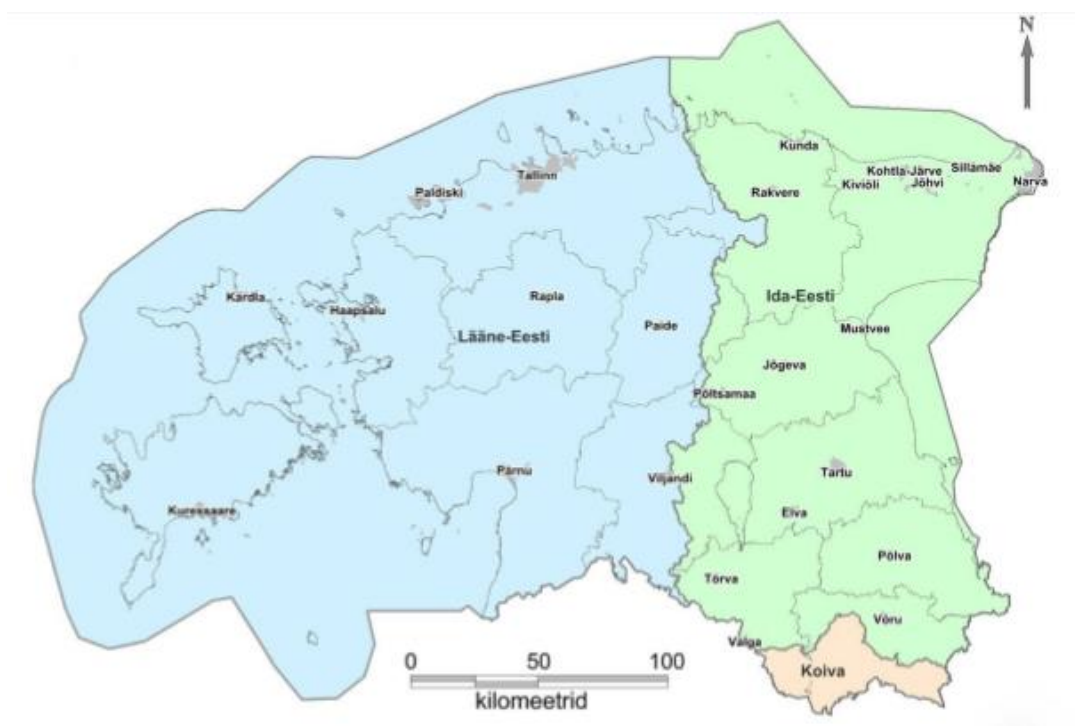 N
Kunda
Kohtla-Järve
Sillamäe
Kiviõli
Jõhvi
Narva
Tallinn
Paldiski
Rakvere
Kärdla
Haapsalu
Rapla
Ida-Eesti
Paide
Mustvee
Lääne-Eesti
Jõgeva
Põltsamaa
Pärnu
Viljandi
Tartu
Kuressaare
Elva
Põlva
Tõrva
Võru
Valga
Koiva
0 50 100
kilomeetrid